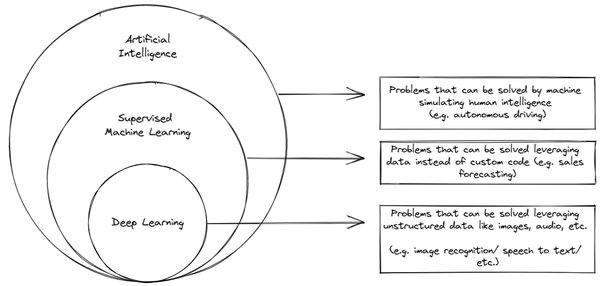 Artificial
Intelligence
Supervised
Machine Learning
Deep Learning
Problems that can be solved by machine
simulating human intelligence
(e.g. autonomous driving)
Problems that can be solved leveraging
data instead of custom code (e.g. sales
forecasting)
Problems that can be solved leveraging
unstructured data like images, audio, etc.
(e.g. image recognition/ speech to text/
etc.)